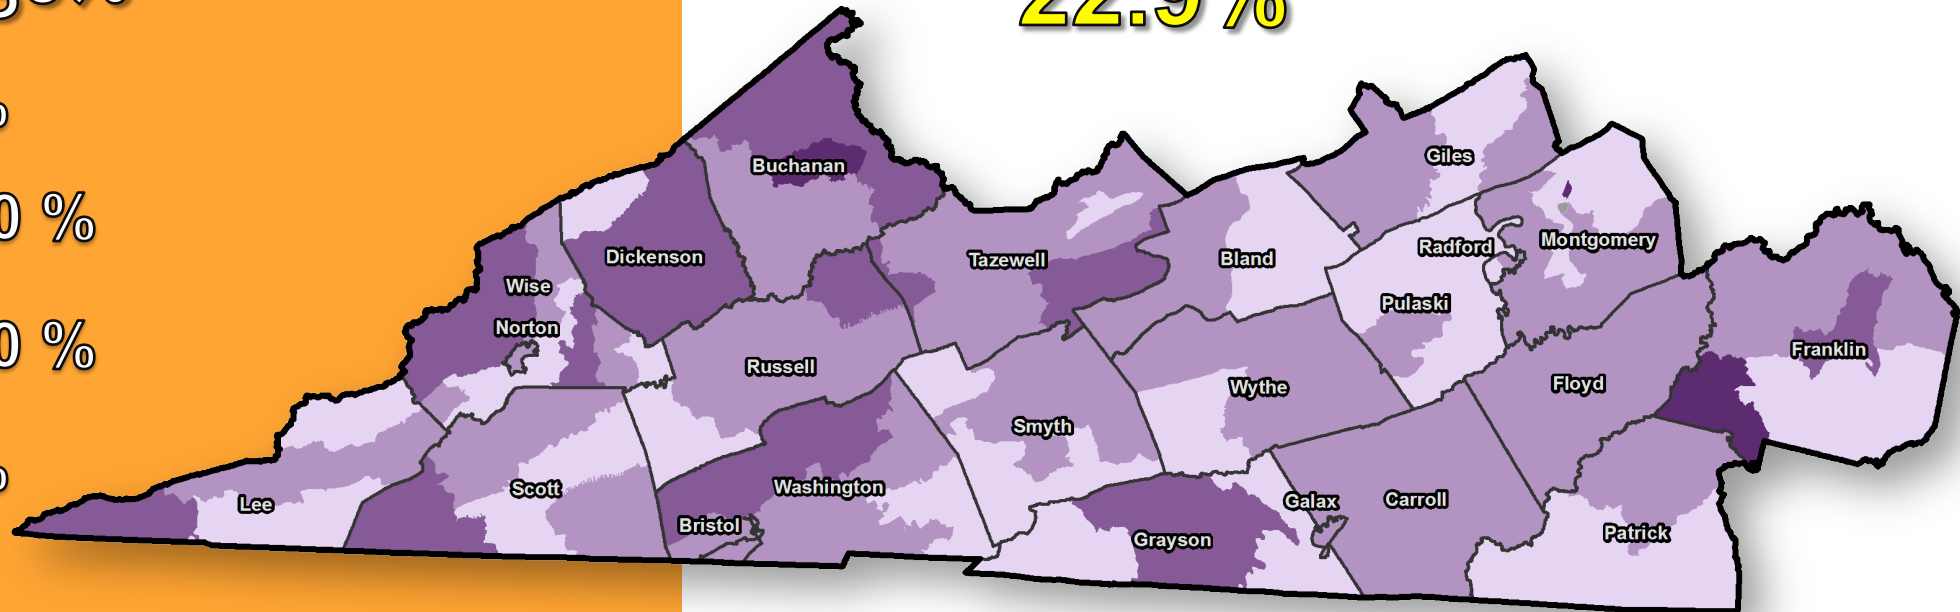 22.9%
%
0 %
0 %
Buchanan
Giles
Dickenson
Tazewell
Bland
Radford
Montgomery
Wise
Norton
Pulaski
Franklin
Russell
Wythe
Floyd
Smyth
Lee
Scott
Washington
Bristol
Grayson
Galax
Carroll
Patrick